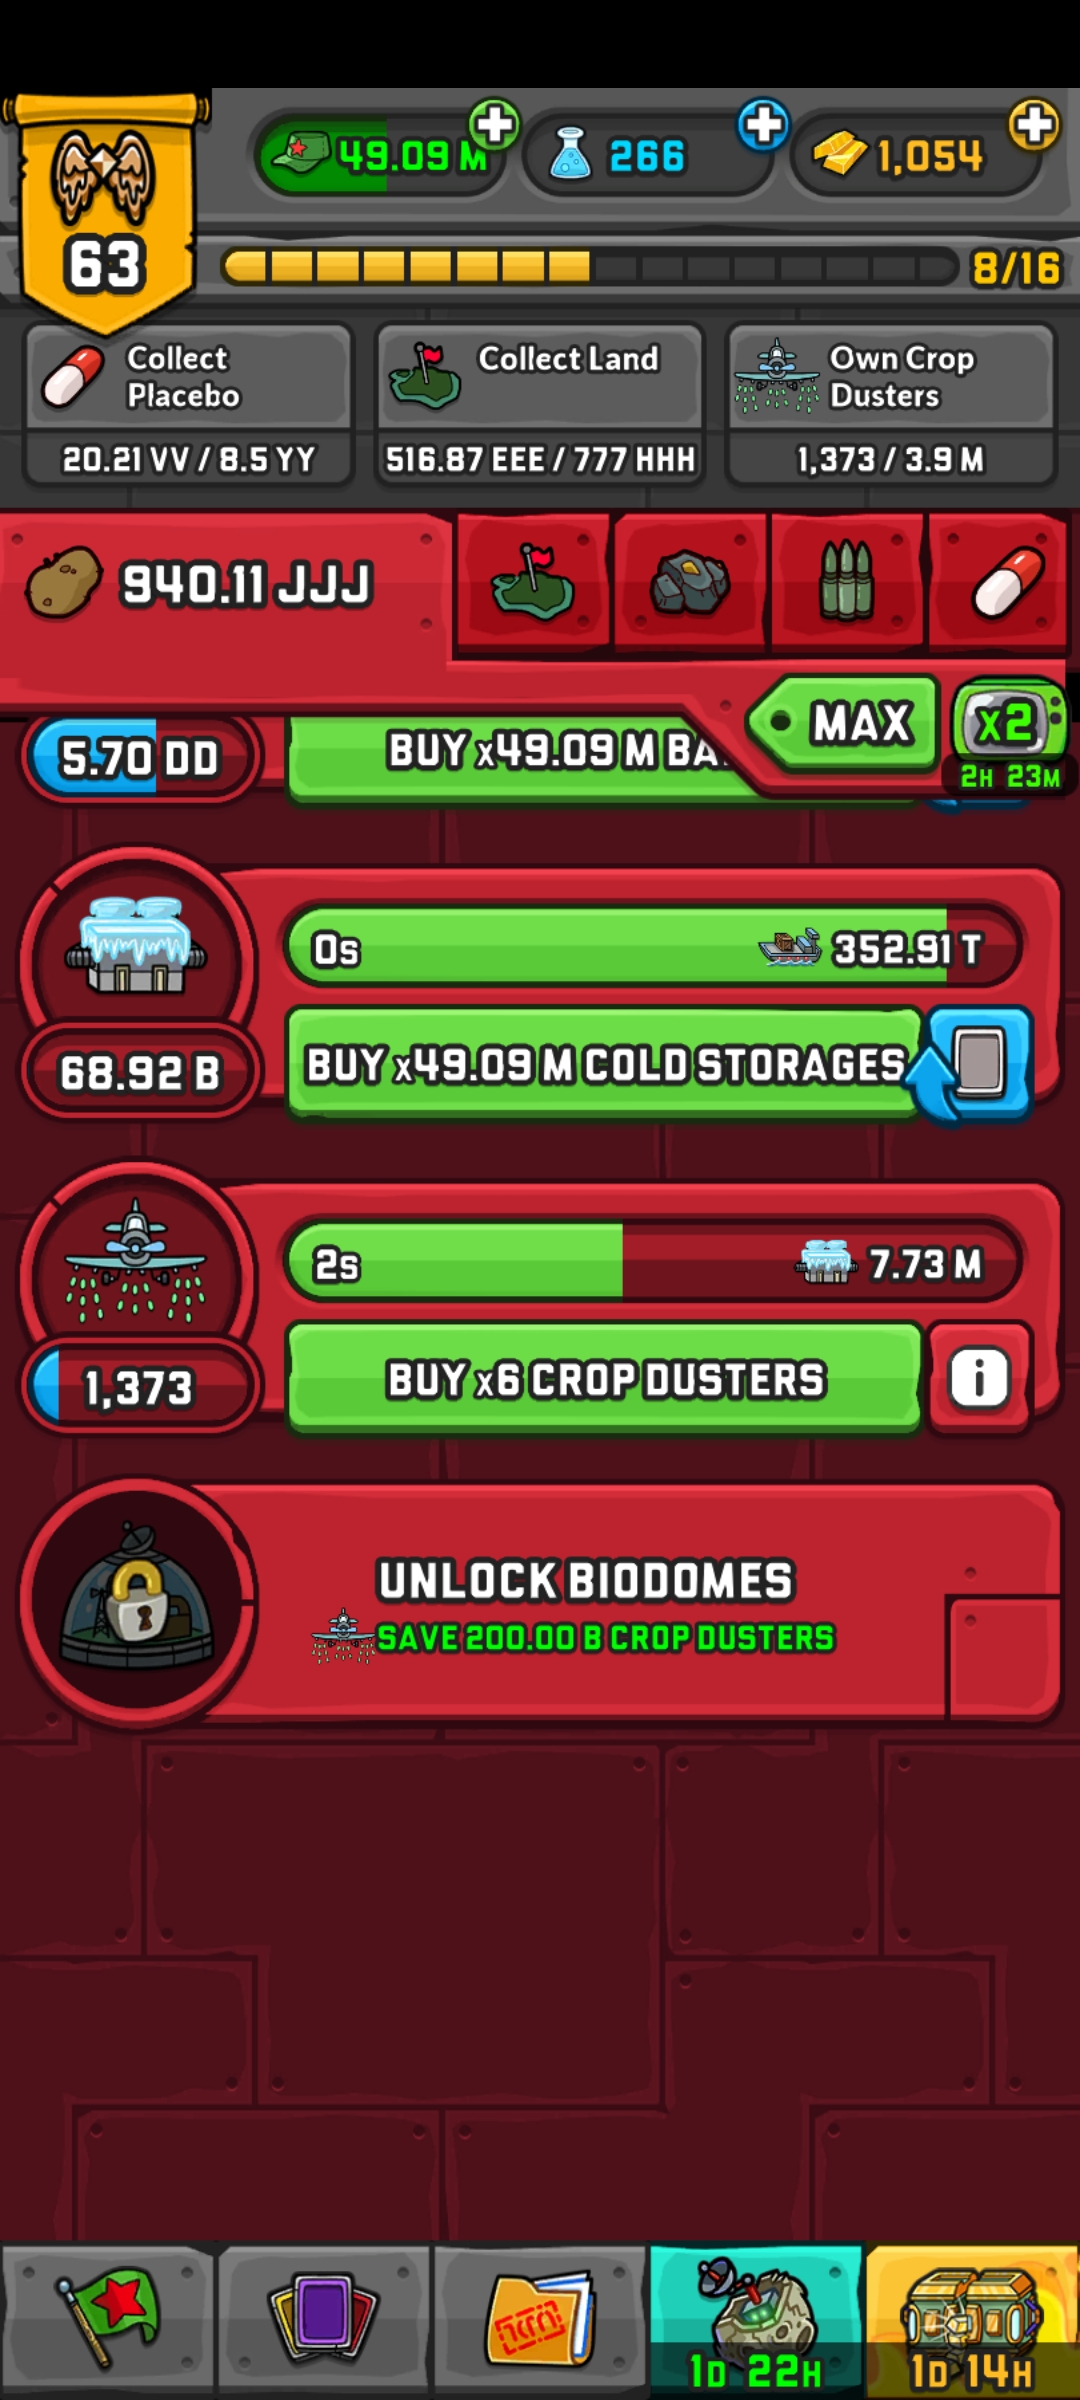 49.09 M
266
1,054
63
8/16
Collect
Placebo
20.21 VV / 8.5 YY
Collect Land
516.87 EEE / 777 HHH
Own Crop
Dusters
1,373 / 3.9 M
940.11 JJJ
MAX
x2
2H 23M
5.70 DD
BUY x49.09 M BA
0s
352.91 T
68.92 B
BUY x49.09 M COLD STORAGES
2s
7.73 M
1,373
BUY x6 CROP DUSTERS
i
UNLOCK BIODOMES
SAVE 200.00 B CROP DUSTERS
1D 22H
1D 14H